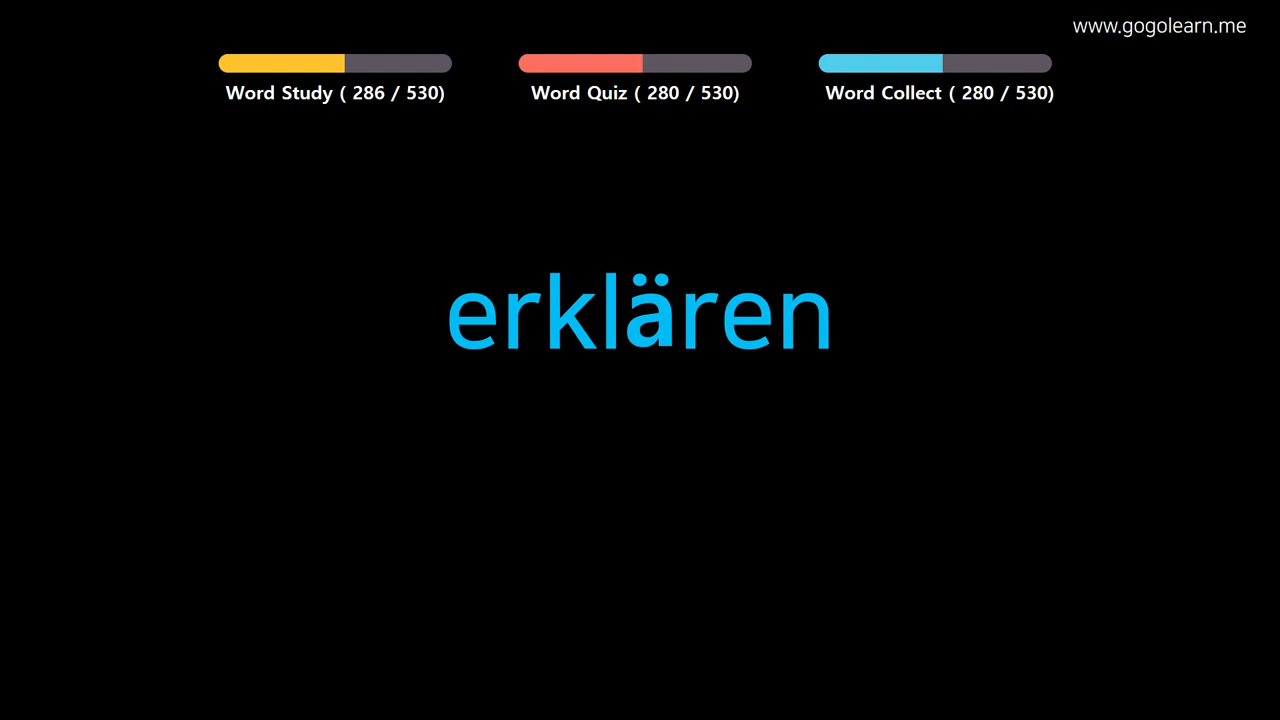 www.gogolearn.me
Word Study ( 286 / 530)
Word Quiz ( 280 / 530)
Word Collect ( 280 / 530)
erklären